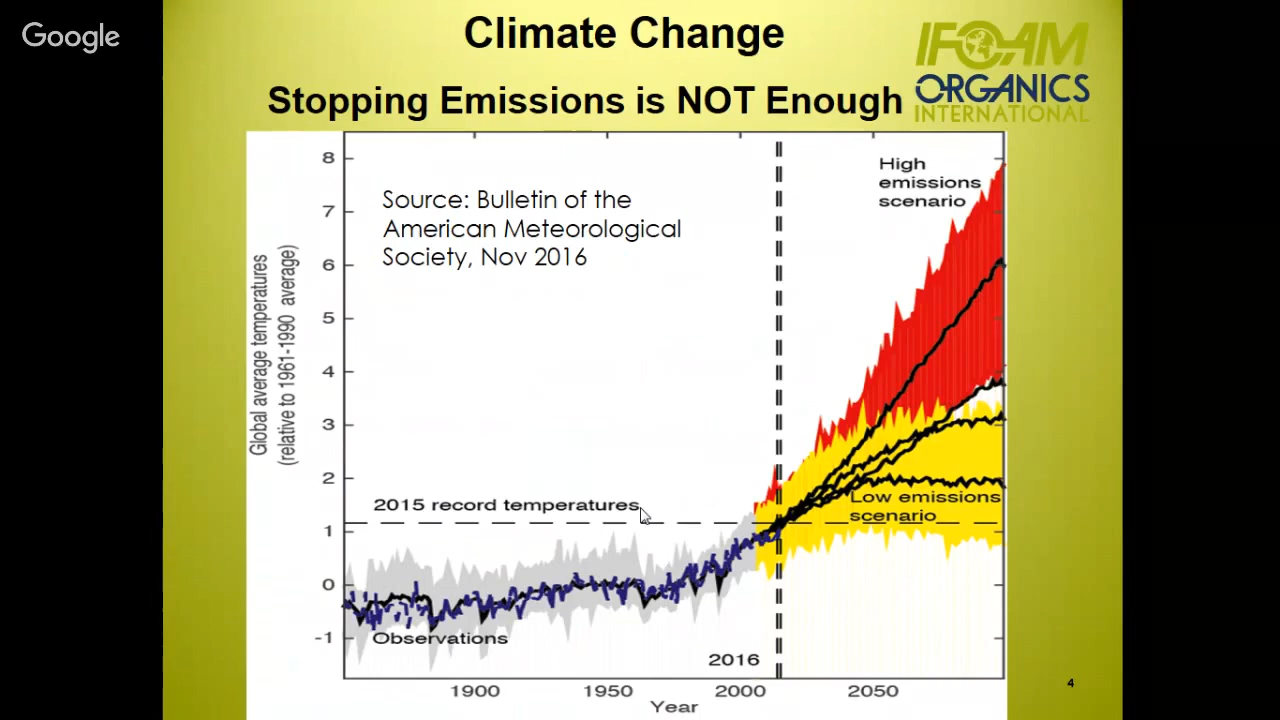 Google
Climate Change
Stopping Emissions is NOT Enough
IFOAM
ORGANICS
INTERNATIONAL
8
7
6
5
4
3
2
1
0
-1
Global average temperatures
(relative to 1961-1990 average)
Source: Bulletin of the
American Meteorological
Society, Nov 2016
High
emissions
scenario
2015 record temperatures
Low emissions
scenario
Observations
2016
1900
1950
2000
2050
Year
4